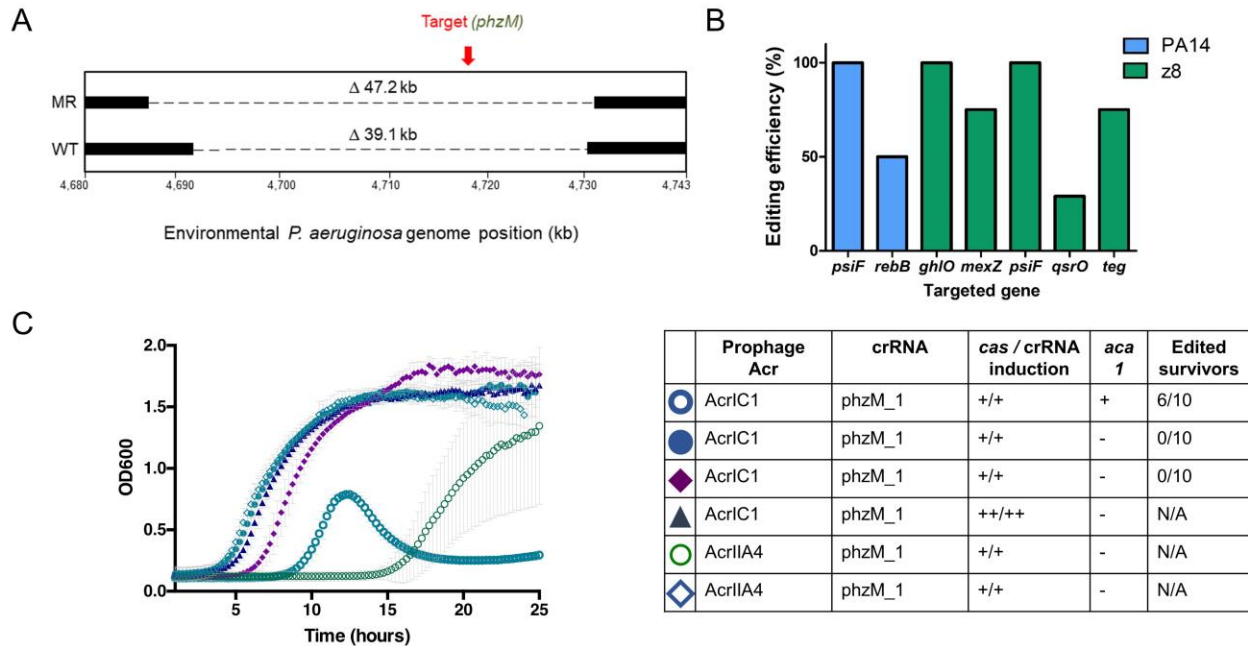 A
Target (phzM)
MR
Δ 47.2 kb
WT
Δ 39.1 kb
4,680 4,690 4,700 4,710 4,720 4,730 4,743
Environmental P. aeruginosa genome position (kb)
B
Editing efficiency (%)
100
50
0
psiF rebB ghlO mexZ psiF qsrO teg
Targeted gene
PA14
z8
C
OD600
2.0
1.5
1.0
0.5
0.0
5 10 15 20 25
Time (hours)
Prophage Acr crRNA cas / crRNA induction aca 1 Edited survivors
AcrIC1 phzM_1 +/+ + 6/10
AcrIC1 phzM_1 +/+ - 0/10
AcrIC1 phzM_1 +/+ - 0/10
AcrIC1 phzM_1 ++/++ - N/A
AcrIIA4 phzM_1 +/+ - N/A
AcrIIA4 phzM_1 +/+ - N/A